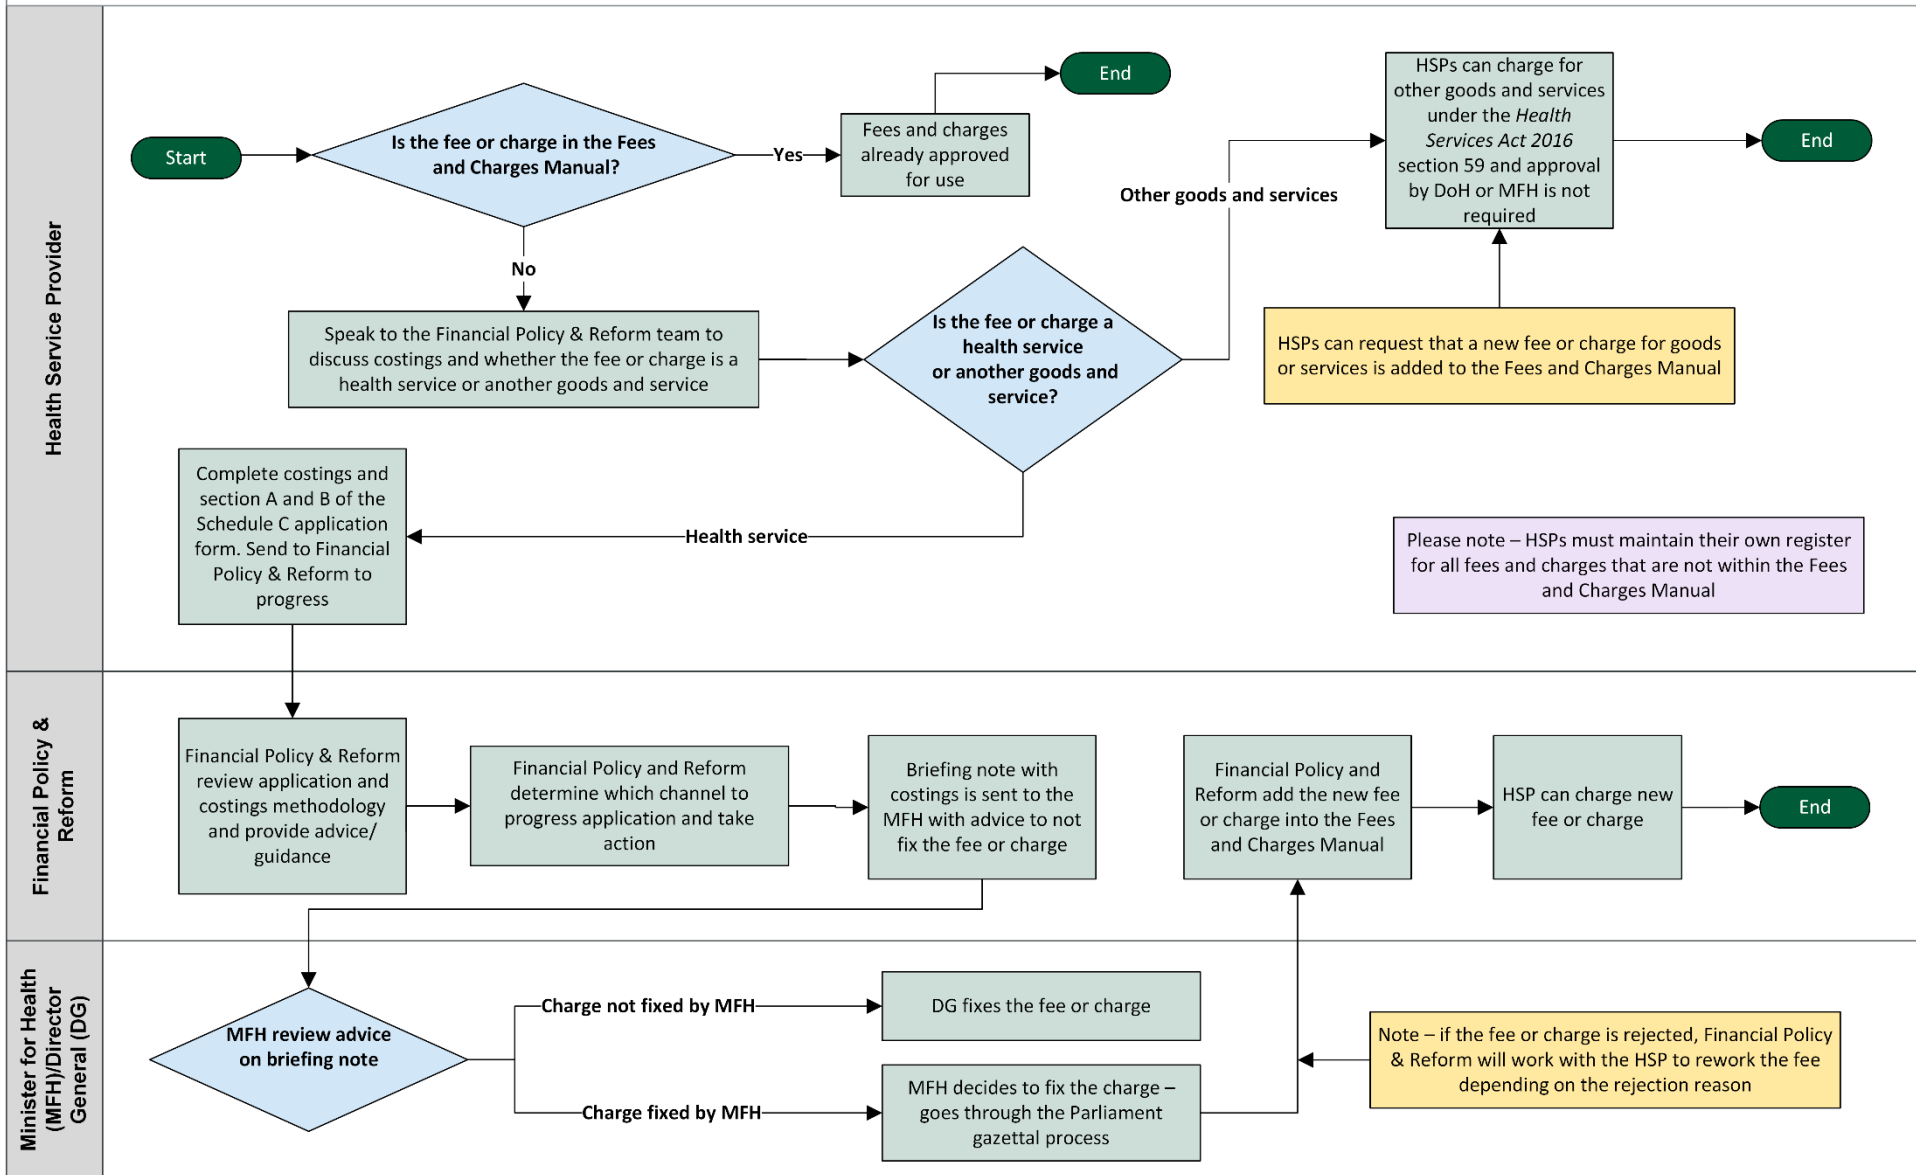 Health Service Provider
Start
Is the fee or charge in the Fees
and Charges Manual?
Yes
Fees and charges
already approved
for use
End
No
Speak to the Financial Policy & Reform team to
discuss costings and whether the fee or charge is a
health service or another goods and service
Is the fee or charge a
health service
or another goods and
service?
Other goods and services
HSPs can charge for
other goods and services
under the Health
Services Act 2016
section 59 and approval
by DoH or MFH is not
required
End
HSPs can request that a new fee or charge for goods
or services is added to the Fees and Charges Manual
Health service
Complete costings and
section A and B of the
Schedule C application
form. Send to Financial
Policy & Reform to
progress
Please note – HSPs must maintain their own register
for all fees and charges that are not within the Fees
and Charges Manual
Financial Policy &
Reform
Financial Policy & Reform
review application and
costings methodology
and provide advice/
guidance
Financial Policy and Reform
determine which channel to
progress application and take
action
Briefing note with
costings is sent to the
MFH with advice to not
fix the fee or charge
Financial Policy and
Reform add the new fee
or charge into the Fees
and Charges Manual
HSP can charge new
fee or charge
End
Minister for Health
(MFH)/Director
General (DG)
MFH review advice
on briefing note
Charge not fixed by MFH
DG fixes the fee or charge
Charge fixed by MFH
MFH decides to fix the charge –
goes through the Parliament
gazettal process
Note – if the fee or charge is rejected, Financial Policy
& Reform will work with the HSP to rework the fee
depending on the rejection reason